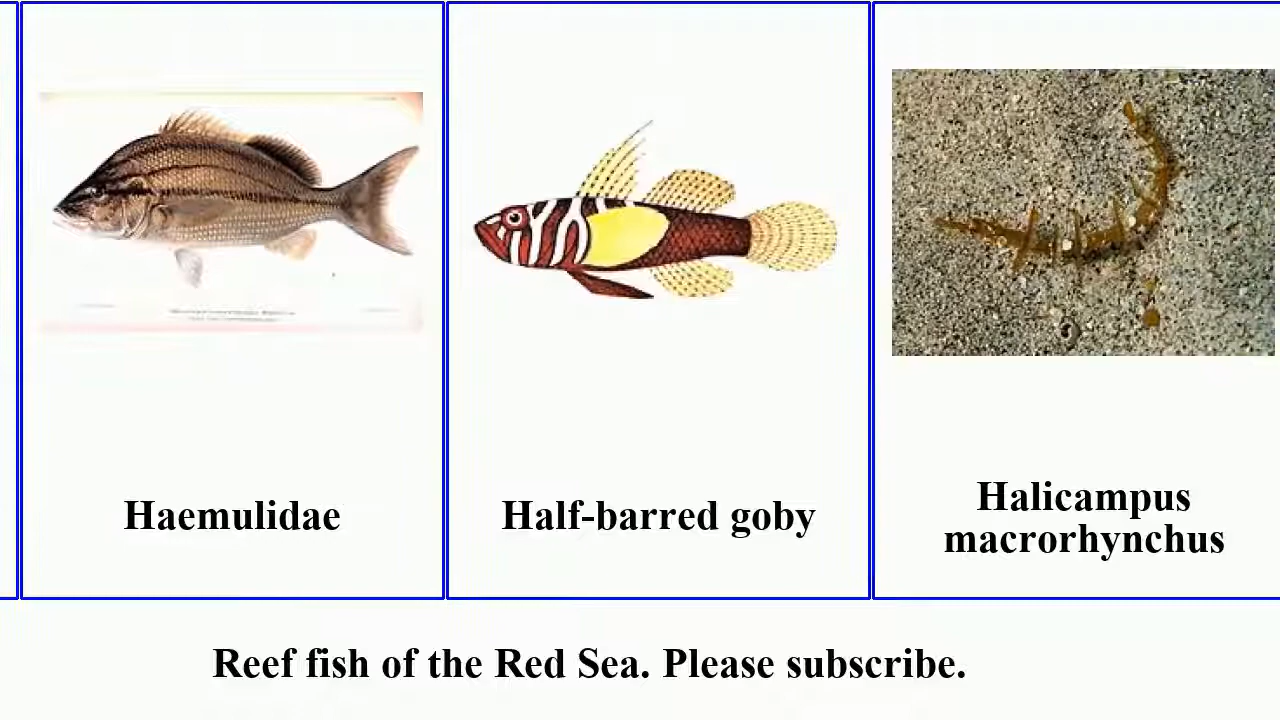 Haemulidae
Half-barred goby
Halicampus
macrorhynchus
Reef fish of the Red Sea. Please subscribe.